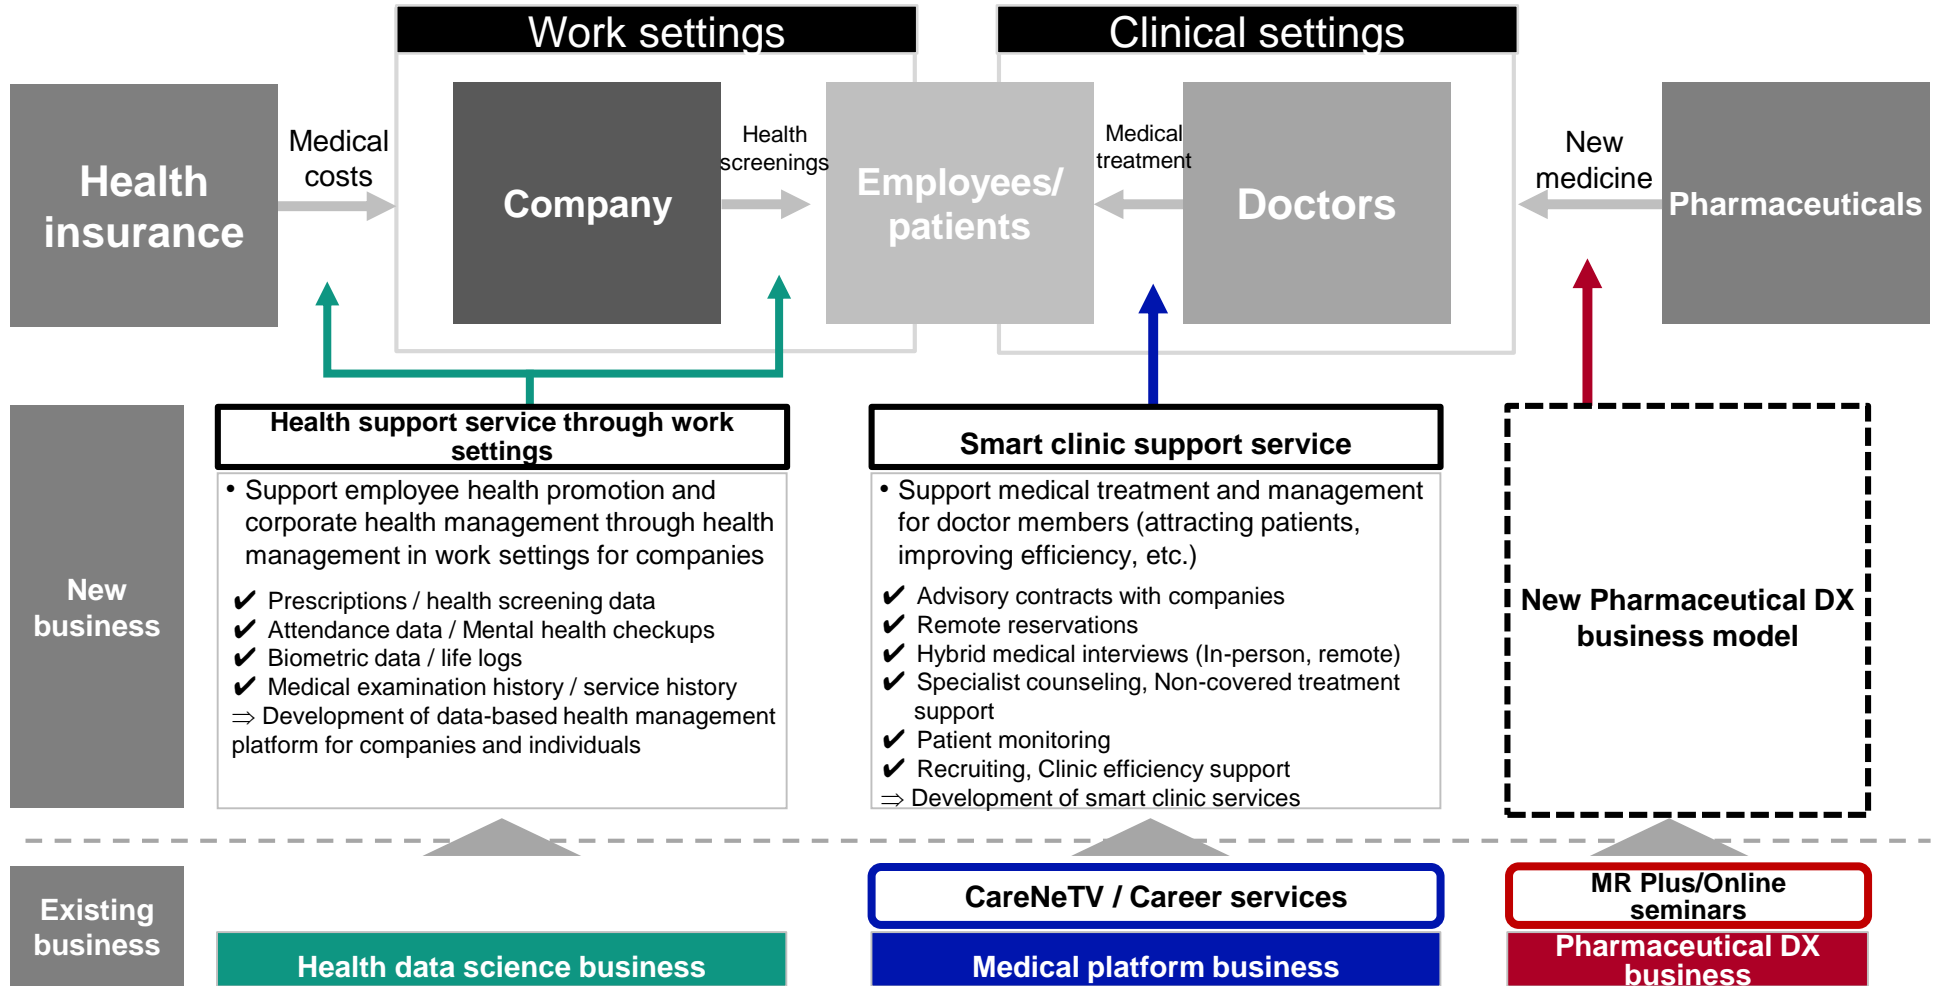 Work settings
Clinical settings
Health
insurance
Medical
costs
Company
Health
screenings
Employees/
patients
Medical
treatment
Doctors
New
medicine
Pharmaceuticals
New
business
Health support service through work
settings
• Support employee health promotion and
corporate health management through health
management in work settings for companies
✔ Prescriptions / health screening data
✔ Attendance data / Mental health checkups
✔ Biometric data / life logs
✔ Medical examination history / service history
⇒ Development of data-based health management
platform for companies and individuals
Smart clinic support service
• Support medical treatment and management
for doctor members (attracting patients,
improving efficiency, etc.)
✔ Advisory contracts with companies
✔ Remote reservations
✔ Hybrid medical interviews (In-person, remote)
✔ Specialist counseling, Non-covered treatment
support
✔ Patient monitoring
✔ Recruiting, Clinic efficiency support
⇒ Development of smart clinic services
New Pharmaceutical DX
business model
Existing
business
Health data science business
CareNeTV / Career services
Medical platform business
MR Plus/Online
seminars
Pharmaceutical DX
business